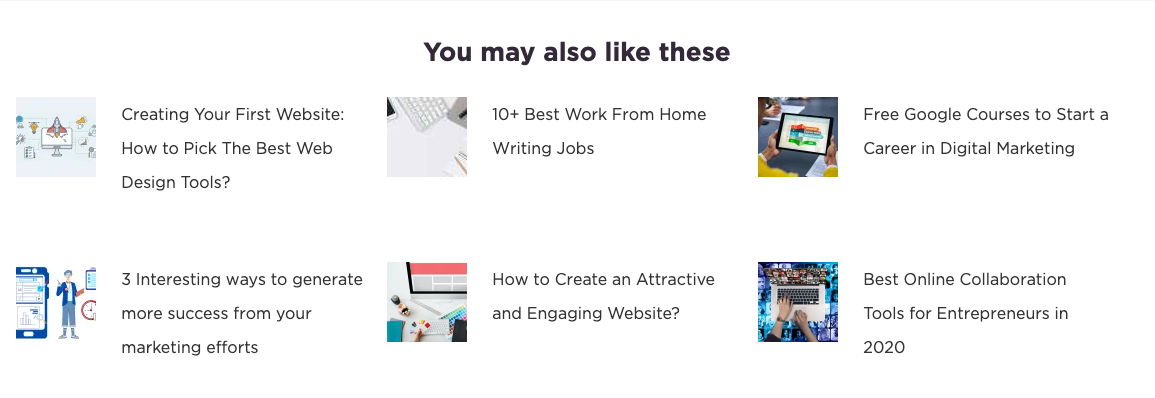 You may also like these
Creating Your First Website:
How to Pick The Best Web
Design Tools?
10+ Best Work From Home
Writing Jobs
Free Google Courses to Start a
Career in Digital Marketing
3 Interesting ways to generate
more success from your
marketing efforts
How to Create an Attractive
and Engaging Website?
Best Online Collaboration
Tools for Entrepreneurs in
2020